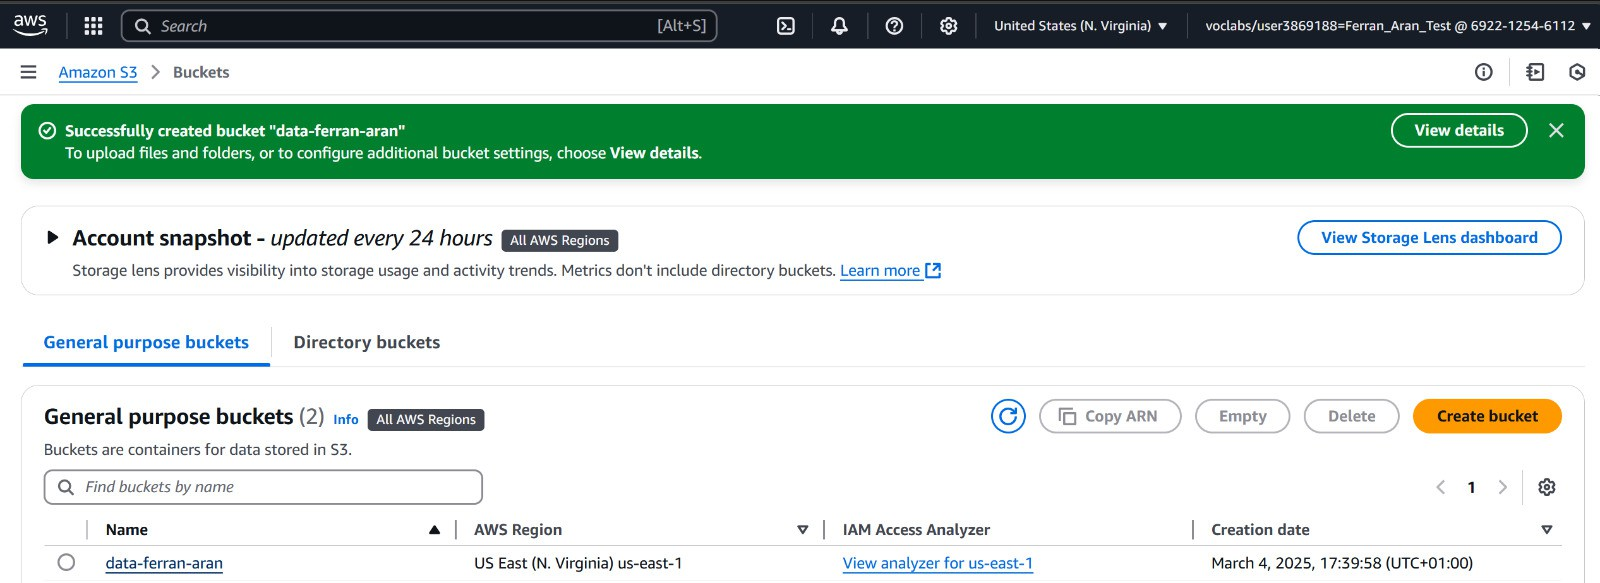 aws
Search [Alt+S]
United States (N. Virginia)
voclabs/user3869188=Ferran_Aran_Test @ 6922-1254-6112
Amazon S3 > Buckets
Successfully created bucket "data-ferran-aran"
View details
To upload files and folders, or to configure additional bucket settings, choose View details.
Account snapshot - updated every 24 hours
All AWS Regions
View Storage Lens dashboard
Storage lens provides visibility into storage usage and activity trends. Metrics don't include directory buckets. Learn more
General purpose buckets
Directory buckets
General purpose buckets (2) Info
All AWS Regions
Copy ARN
Empty
Delete
Create bucket
Buckets are containers for data stored in S3.
Find buckets by name
1
Name AWS Region IAM Access Analyzer Creation date
data-ferran-aran US East (N. Virginia) us-east-1 View analyzer for us-east-1 March 4, 2025, 17:39:58 (UTC+01:00)